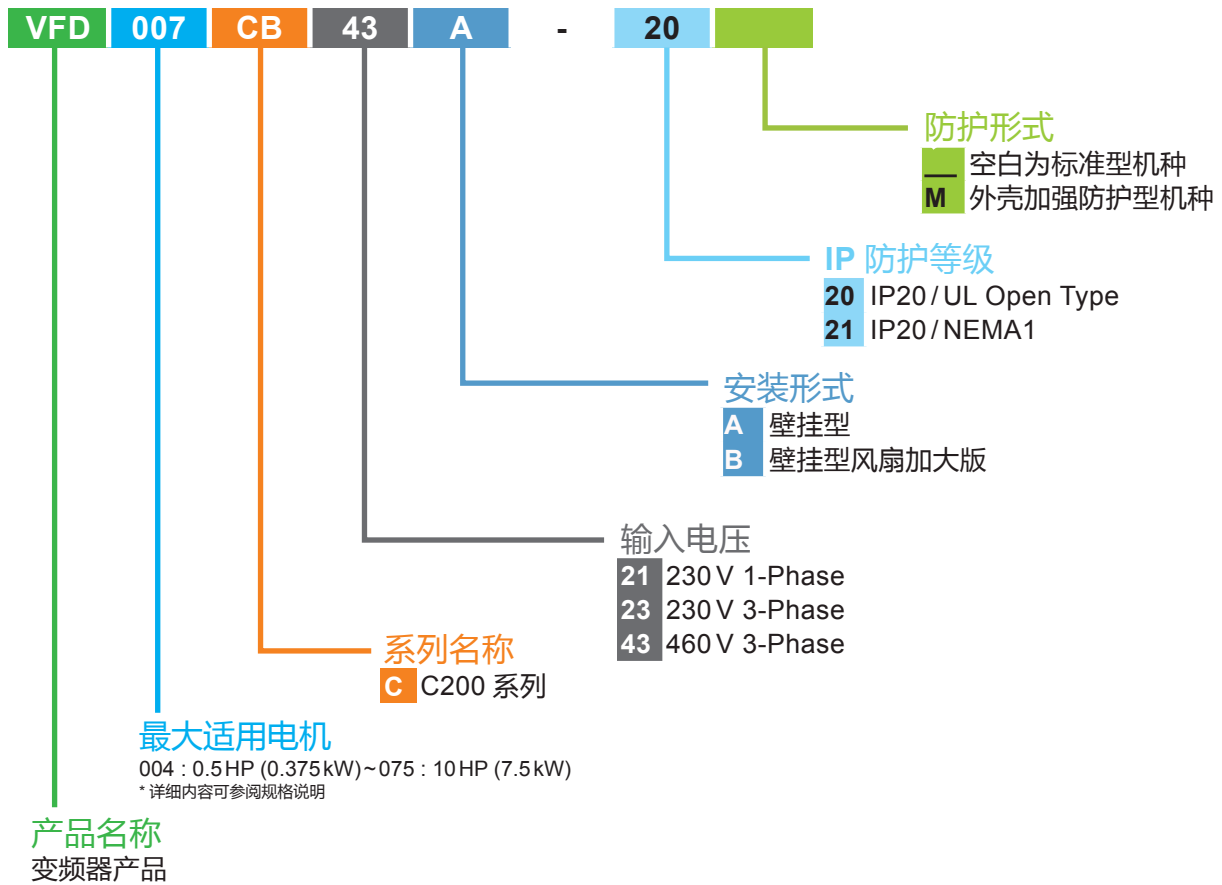 VFD 007 CB 43 A - 20
防护形式
__ 空白为标准型机种
M 外壳加强防护型机种
IP 防护等级
20 IP20 / UL Open Type
21 IP20 / NEMA1
安装形式
A 壁挂型
B 壁挂型风扇加大版
输入电压
21 230 V 1-Phase
23 230 V 3-Phase
43 460 V 3-Phase
系列名称
C C200 系列
最大适用电机
004 : 0.5 HP (0.375 kW) ~ 075 : 10 HP (7.5 kW)
* 详细内容可参阅规格说明
产品名称
变频器产品